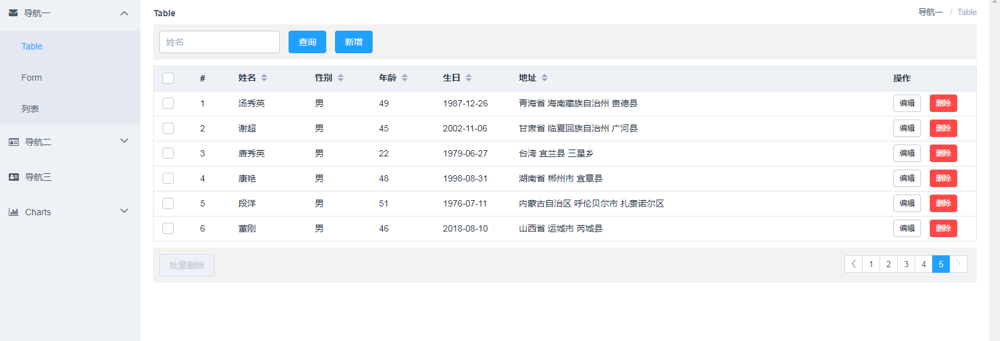 导航一
Table
Form
列表
导航二
导航三
Charts
Table
导航一 / Table
姓名 查询 新增
# 姓名 性别 年龄 生日 地址 操作
1 汤秀英 男 49 1987-12-26 青海省 海南藏族自治州 贵德县 编辑 删除
2 谢超 男 45 2002-11-06 甘肃省 临夏回族自治州 广河县 编辑 删除
3 唐秀英 男 22 1979-06-27 台湾 宜兰县 三星乡 编辑 删除
4 康艳 男 48 1998-08-31 湖南省 郴州市 宜章县 编辑 删除
5 段洋 男 51 1976-07-11 内蒙古自治区 呼伦贝尔市 扎赉诺尔区 编辑 删除
6 董刚 男 46 2018-08-10 山西省 运城市 芮城县 编辑 删除
批量删除
1 2 3 4 5